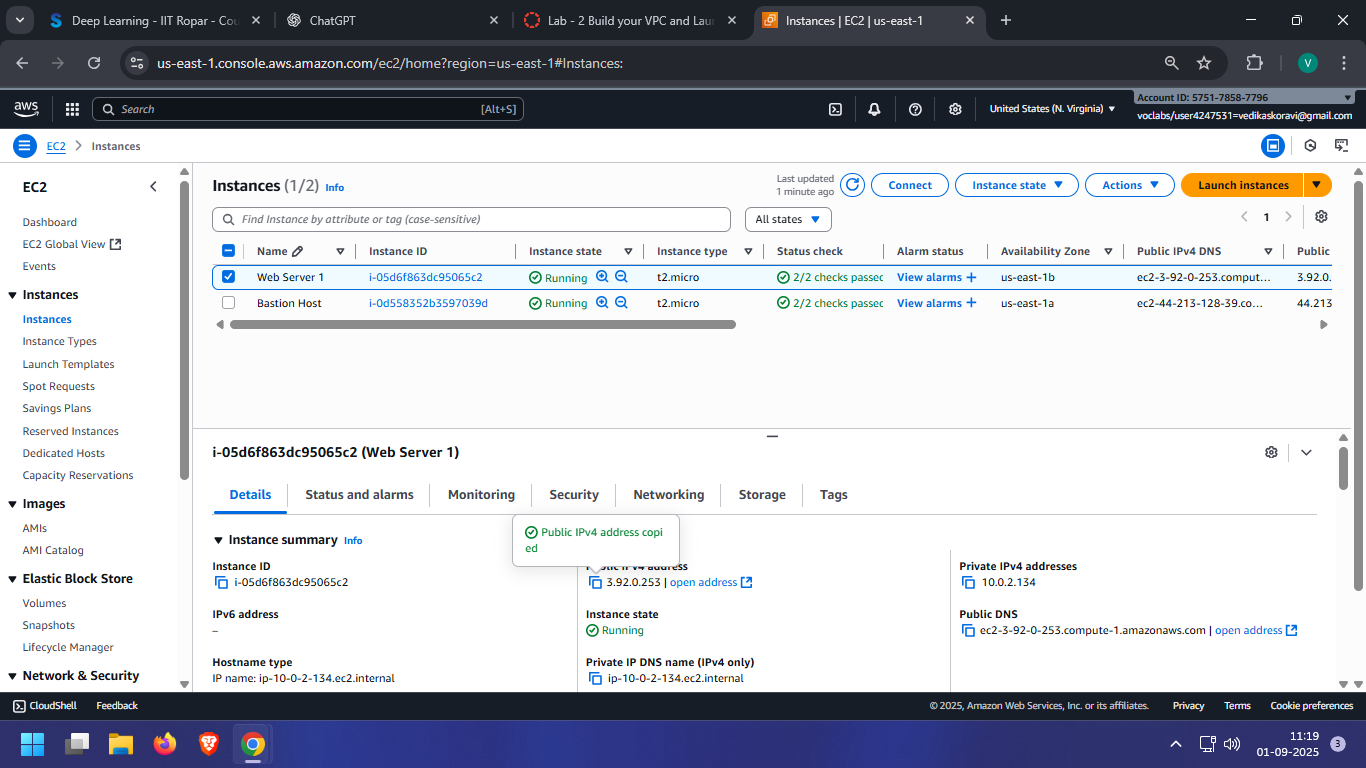 Deep Learning - IIT Ropar - Cou
ChatGPT
Lab - 2 Build your VPC and Lau
Instances | EC2 | us-east-1
us-east-1.console.aws.amazon.com/ec2/home?region=us-east-1#Instances:
V
aws
Search
[Alt+S]
United States (N. Virginia)
Account ID: 5751-7858-7796
voclabs/user4247531=vedikaskoravi@gmail.com
EC2
Instances
EC2
Dashboard
EC2 Global View
Events
Instances
Instances
Instance Types
Launch Templates
Spot Requests
Savings Plans
Reserved Instances
Dedicated Hosts
Capacity Reservations
Images
AMIs
AMI Catalog
Elastic Block Store
Volumes
Snapshots
Lifecycle Manager
Network & Security
Instances (1/2) Info
Last updated
1 minute ago
Connect
Instance state
Actions
Launch instances
Find Instance by attribute or tag (case-sensitive)
All states
1
Name Instance ID Instance state Instance type Status check Alarm status Availability Zone Public IPv4 DNS Public
Web Server 1 i-05d6f863dc95065c2 Running t2.micro 2/2 checks passec View alarms + us-east-1b ec2-3-92-0-253.comput... 3.92.0.
Bastion Host i-0d558352b3597039d Running t2.micro 2/2 checks passec View alarms + us-east-1a ec2-44-213-128-39.co... 44.213
i-05d6f863dc95065c2 (Web Server 1)
Details Status and alarms Monitoring Security Networking Storage Tags
Public IPv4 address copi
ed
Instance summary Info
Instance ID
i-05d6f863dc95065c2
Public IPv4 address
3.92.0.253 | open address
Private IPv4 addresses
10.0.2.134
IPv6 address
–
Instance state
Running
Public DNS
ec2-3-92-0-253.compute-1.amazonaws.com | open address
Hostname type
IP name: ip-10-0-2-134.ec2.internal
Private IP DNS name (IPv4 only)
ip-10-0-2-134.ec2.internal
CloudShell
Feedback
© 2025, Amazon Web Services, Inc. or its affiliates.
Privacy
Terms
Cookie preferences
11:19
01-09-2025
3